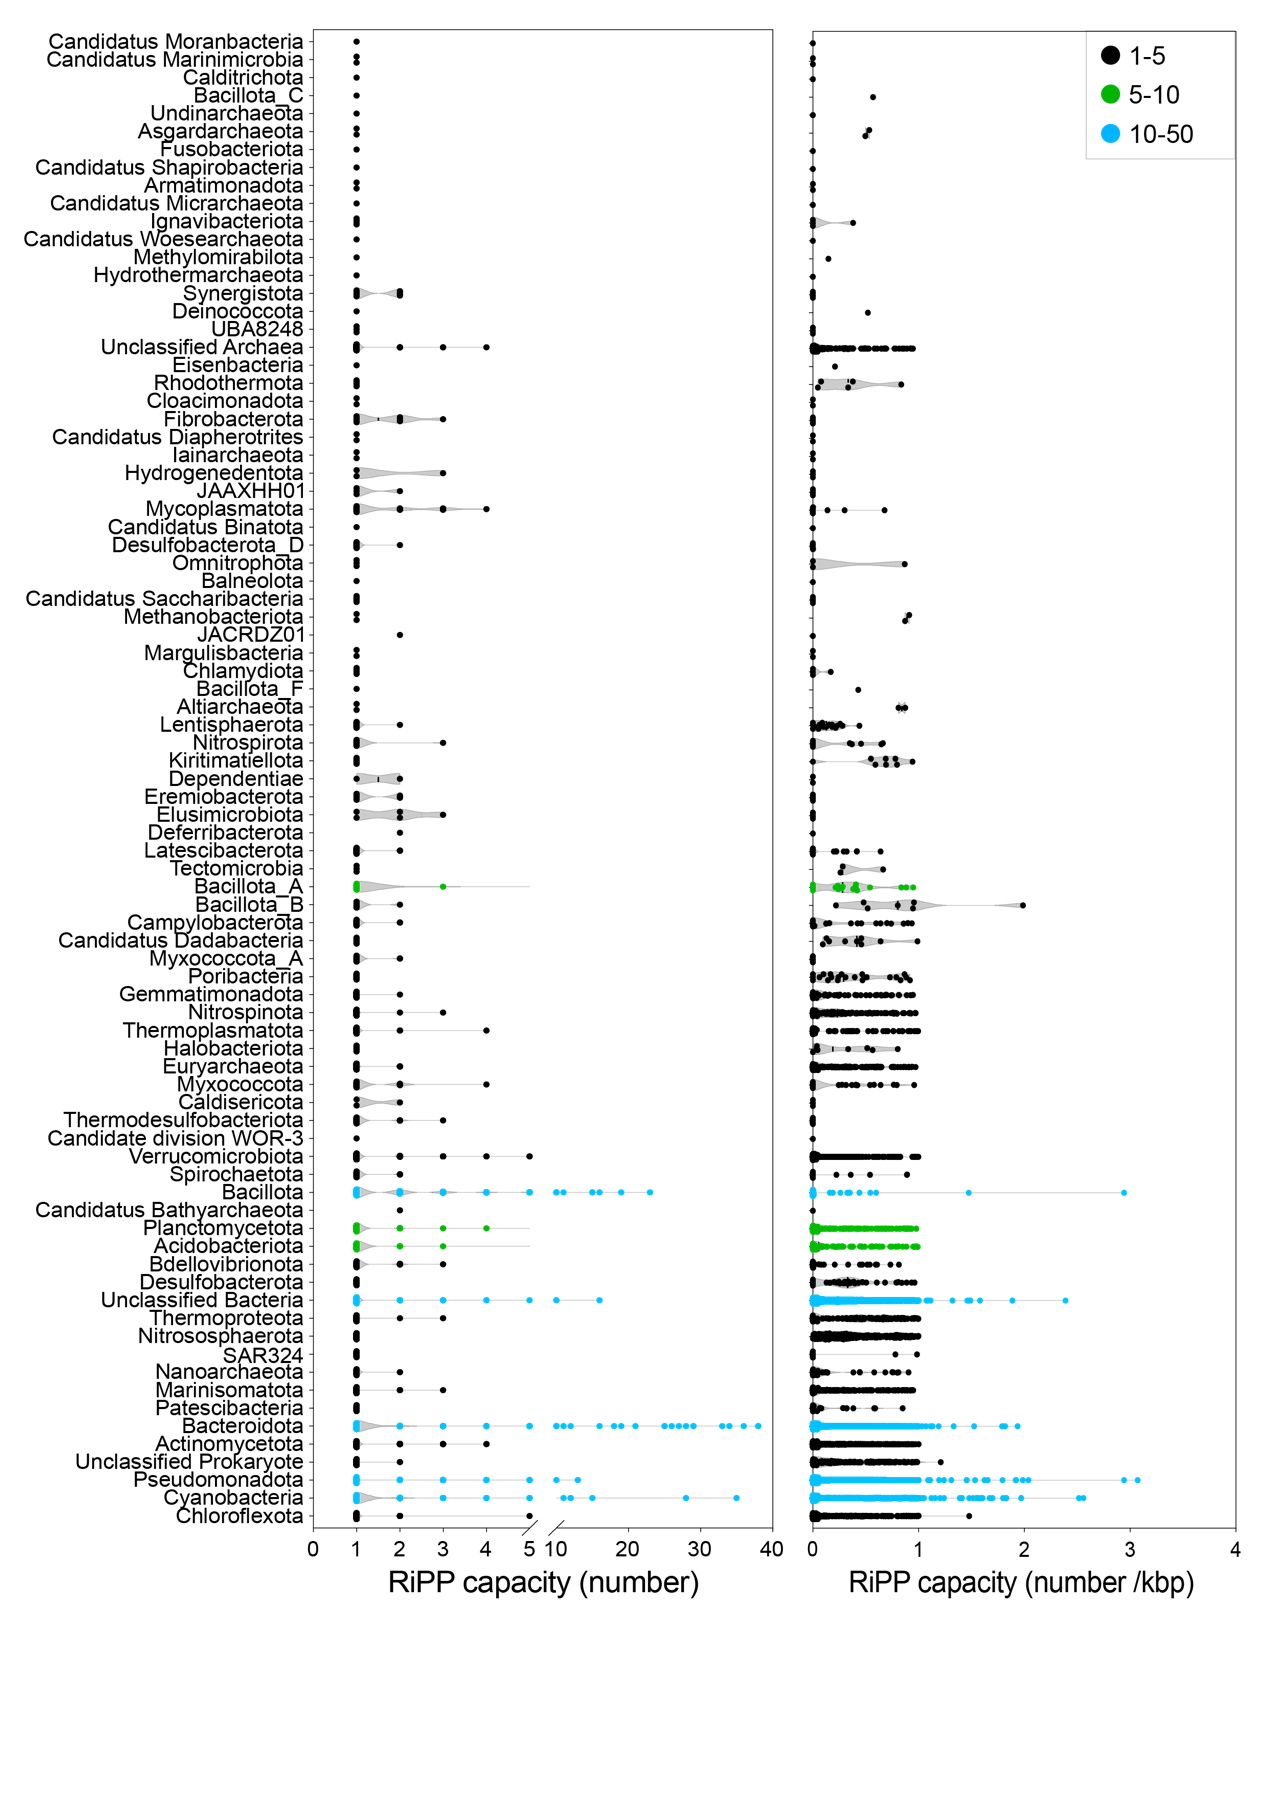 Candidatus Moranbacteria
Candidatus Marinimicrobia
Calditrichota
Bacillota_C
Undinarchaeota
Asgardarchaeota
Fusobacteriota
Candidatus Shapirobacteria
Armatimonadota
Candidatus Micrarchaeota
Ignavibacteriota
Candidatus Woesearchaeota
Methylomirabilota
Hydrothermarchaeota
Synergistota
Deinococcota
UBA8248
Unclassified Archaea
Eisenbacteria
Rhodothermota
Cloacimonadota
Fibrobacterota
Candidatus Diapherotrites
Iainarchaeota
Hydrogenedentota
JAAXHH01
Mycoplasmatota
Candidatus Binatota
Desulfobacterota_D
Omnitrophota
Balneolota
Candidatus Saccharibacteria
Methanobacteriota
JACRDZ01
Margulisbacteria
Chlamydiota
Bacillota_F
Altiarchaeota
Lentisphaerota
Nitrospirota
Kiritimatiellota
Dependentiae
Eremiobacterota
Elusimicrobiota
Deferribacterota
Latescibacterota
Tectomicrobia
Bacillota_A
Bacillota_B
Campylobacterota
Candidatus Dadabacteria
Myxococcota_A
Poribacteria
Gemmatimonadota
Nitrospinota
Thermoplasmatota
Halobacteriota
Euryarchaeota
Myxococcota
Caldisericota
Thermodesulfobacteriota
Candidate division WOR-3
Verrucomicrobiota
Spirochaetota
Bacillota
Candidatus Bathyarchaeota
Planctomycetota
Acidobacteriota
Bdellovibrionota
Desulfobacterota
Unclassified Bacteria
Thermoproteota
Nitrososphaerota
SAR324
Nanoarchaeota
Marinisomatota
Patescibacteria
Bacteroidota
Actinomycetota
Unclassified Prokaryote
Pseudomonadota
Cyanobacteria
Chloroflexota
0 1 2 3 4 5 10 20 30 40
RiPP capacity (number)
1-5
5-10
10-50
0 1 2 3 4
RiPP capacity (number /kbp)